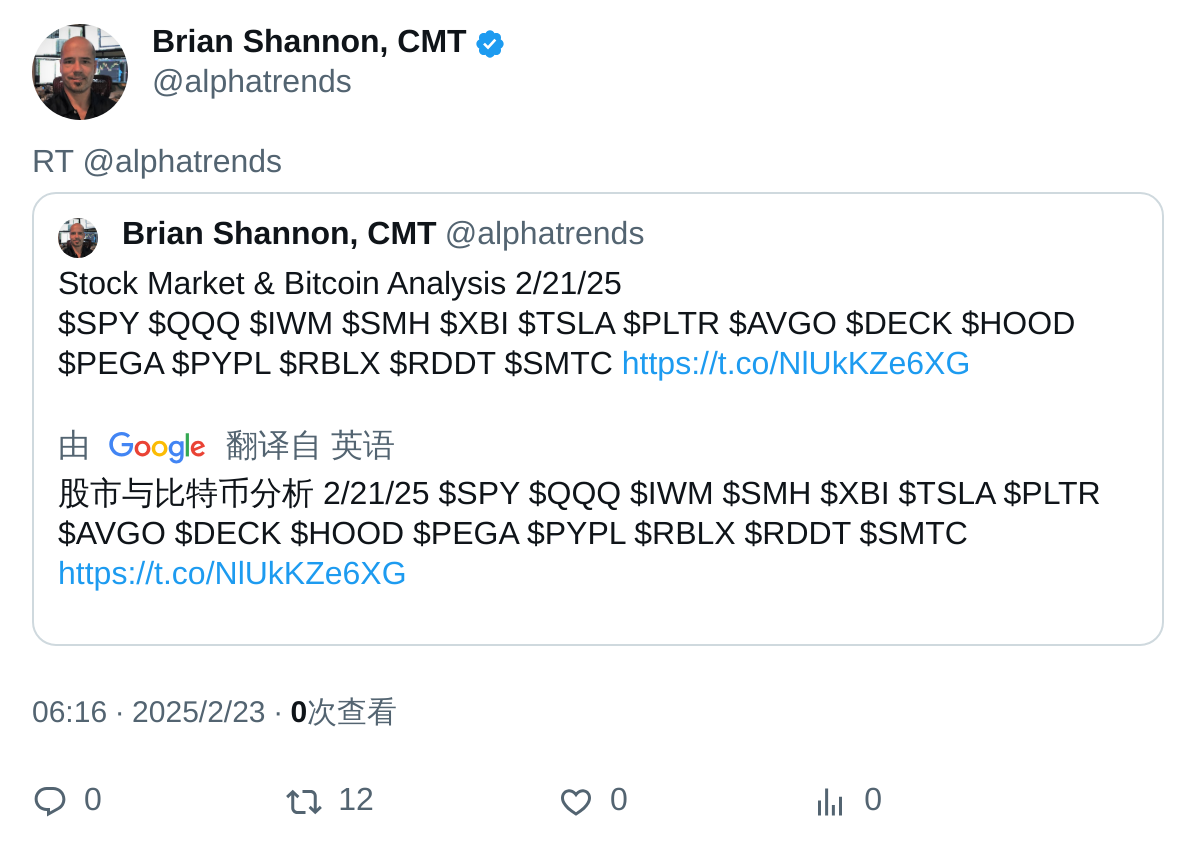 Brian Shannon, CMT
@alphatrends
RT @alphatrends
Brian Shannon, CMT @alphatrends
Stock Market & Bitcoin Analysis 2/21/25
$SPY $QQQ $IWM $SMH $XBI $TSLA $PLTR $AVGO $DECK $HOOD
$PEGA $PYPL $RBLX $RDDT $SMTC https://t.co/NlUkKZe6XG
由 Google 翻译自 英语
股市与比特币分析 2/21/25 $SPY $QQQ $IWM $SMH $XBI $TSLA $PLTR
$AVGO $DECK $HOOD $PEGA $PYPL $RBLX $RDDT $SMTC
https://t.co/NlUkKZe6XG
06:16 · 2025/2/23 · 0次查看
0 12 0 0